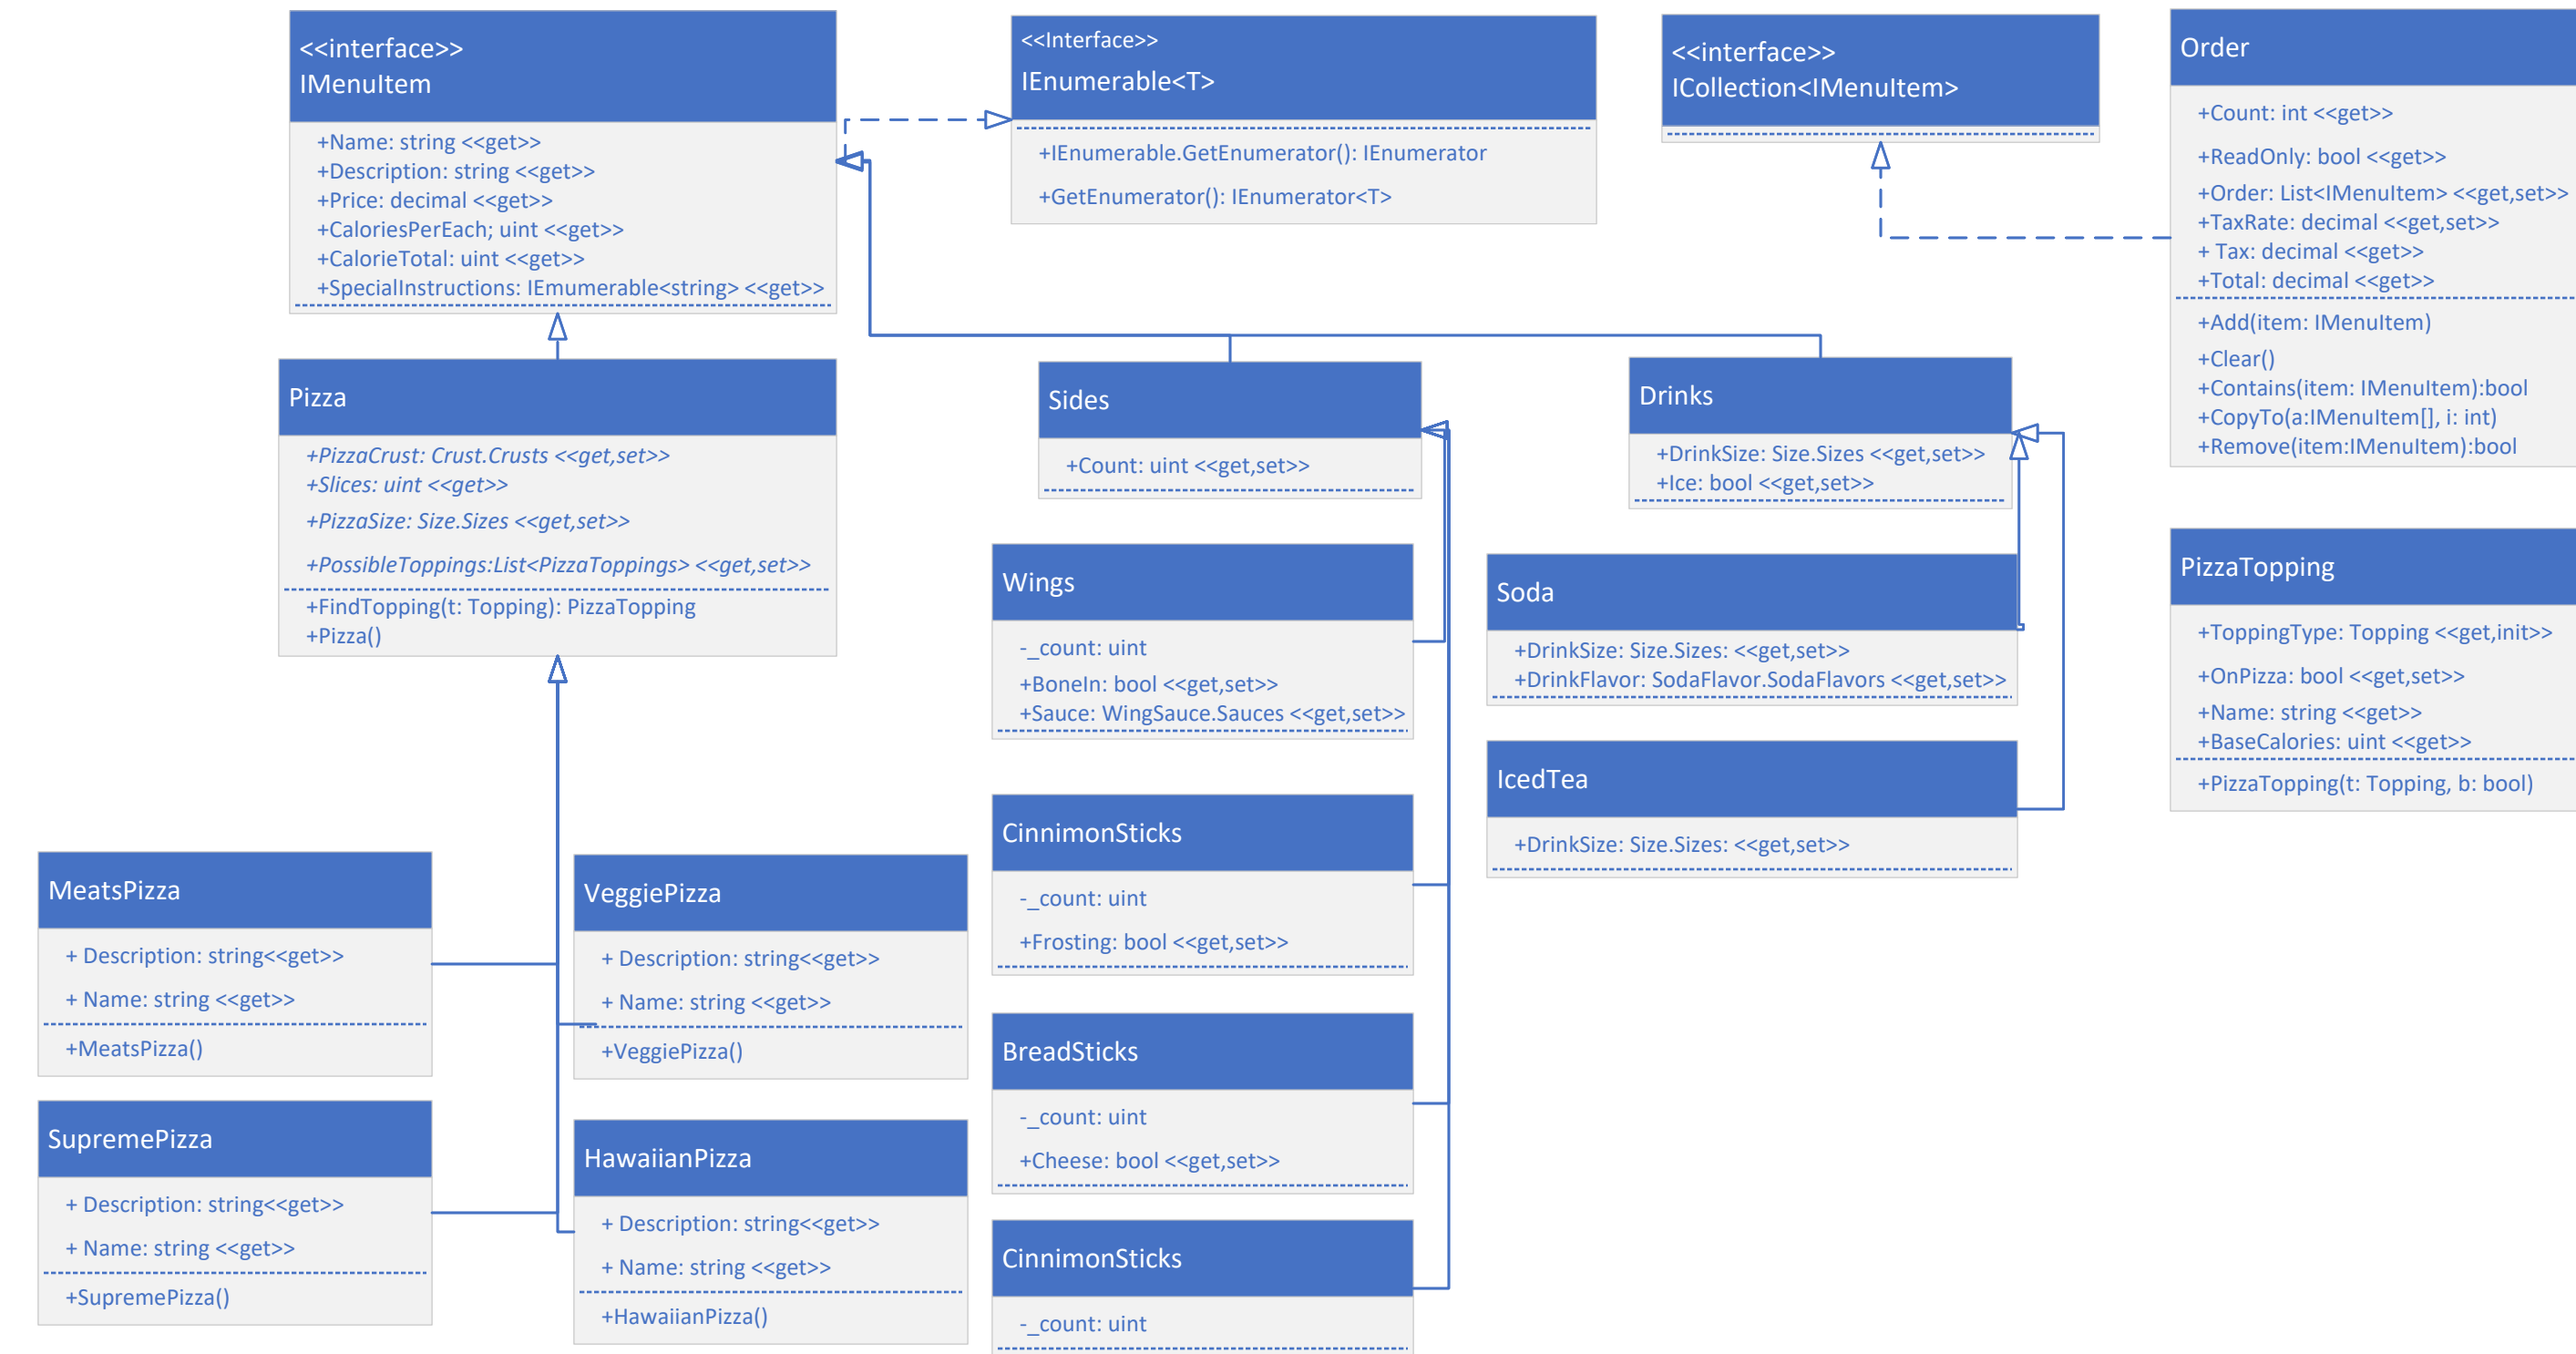 <<interface>>
IMenuItem
+Name: string <<get>>
+Description: string <<get>>
+Price: decimal <<get>>
+CaloriesPerEach; uint <<get>>
+CalorieTotal: uint <<get>>
+SpecialInstructions: IEmumerable<string> <<get>>
<<Interface>>
IEnumerable<T>
+IEnumerable.GetEnumerator(): IEnumerator
+GetEnumerator(): IEnumerator<T>
<<interface>>
ICollection<IMenuItem>
Order
+Count: int <<get>>
+ReadOnly: bool <<get>>
+Order: List<IMenuItem> <<get,set>>
+TaxRate: decimal <<get,set>>
+ Tax: decimal <<get>>
+Total: decimal <<get>>
+Add(item: IMenuItem)
+Clear()
+Contains(item: IMenuItem):bool
+CopyTo(a:IMenuItem[], i: int)
+Remove(item:IMenuItem):bool
Pizza
+PizzaCrust: Crust.Crusts <<get,set>>
+Slices: uint <<get>>
+PizzaSize: Size.Sizes <<get,set>>
+PossibleToppings:List<PizzaToppings> <<get,set>>
+FindTopping(t: Topping): PizzaTopping
+Pizza()
Sides
+Count: uint <<get,set>>
Drinks
+DrinkSize: Size.Sizes <<get,set>>
+Ice: bool <<get,set>>
Wings
-_count: uint
+BoneIn: bool <<get,set>>
+Sauce: WingSauce.Sauces <<get,set>>
Soda
+DrinkSize: Size.Sizes: <<get,set>>
+DrinkFlavor: SodaFlavor.SodaFlavors <<get,set>>
PizzaTopping
+ToppingType: Topping <<get,init>>
+OnPizza: bool <<get,set>>
+Name: string <<get>>
+BaseCalories: uint <<get>>
+PizzaTopping(t: Topping, b: bool)
IcedTea
+DrinkSize: Size.Sizes: <<get,set>>
CinnimonSticks
-_count: uint
+Frosting: bool <<get,set>>
MeatsPizza
+ Description: string<<get>>
+ Name: string <<get>>
+MeatsPizza()
VeggiePizza
+ Description: string<<get>>
+ Name: string <<get>>
+VeggiePizza()
BreadSticks
-_count: uint
+Cheese: bool <<get,set>>
SupremePizza
+ Description: string<<get>>
+ Name: string <<get>>
+SupremePizza()
HawaiianPizza
+ Description: string<<get>>
+ Name: string <<get>>
+HawaiianPizza()
CinnimonSticks
-_count: uint